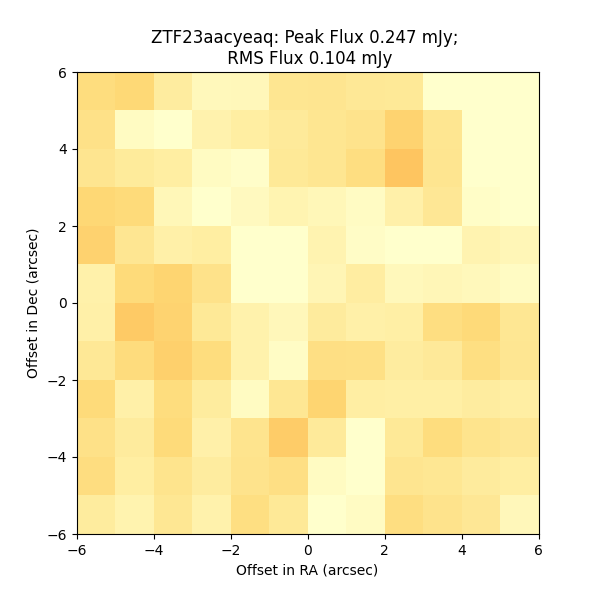 ZTF23aacyeaq: Peak Flux 0.247 mJy;
RMS Flux 0.104 mJy
6
4
2
0
−2
−4
−6
Offset in Dec (arcsec)
−6 −4 −2 0 2 4 6
Offset in RA (arcsec)